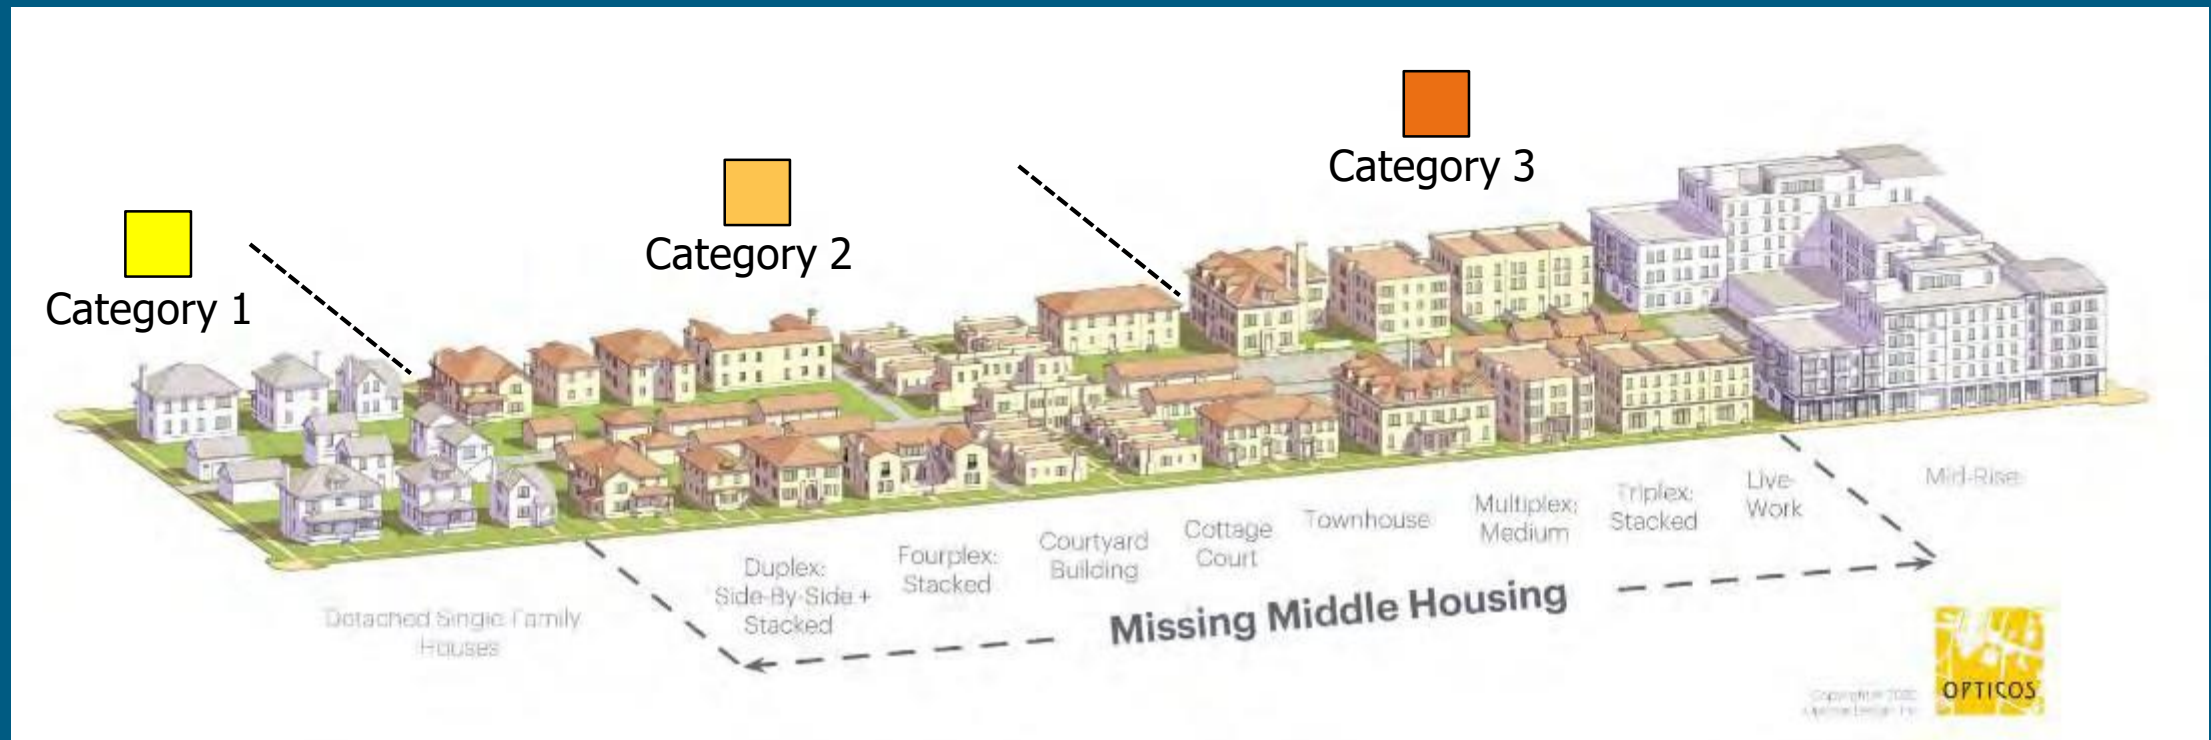 Category 1
Category 2
Category 3
Detached Single Family
Houses
Duplex:
Side-By-Side +
Stacked
Fourplex:
Stacked
Courtyard
Building
Cottage
Court
Townhouse
Multiplex:
Medium
Triplex:
Stacked
Live-
Work
Mid-Rise
Missing Middle Housing
OPTICOS